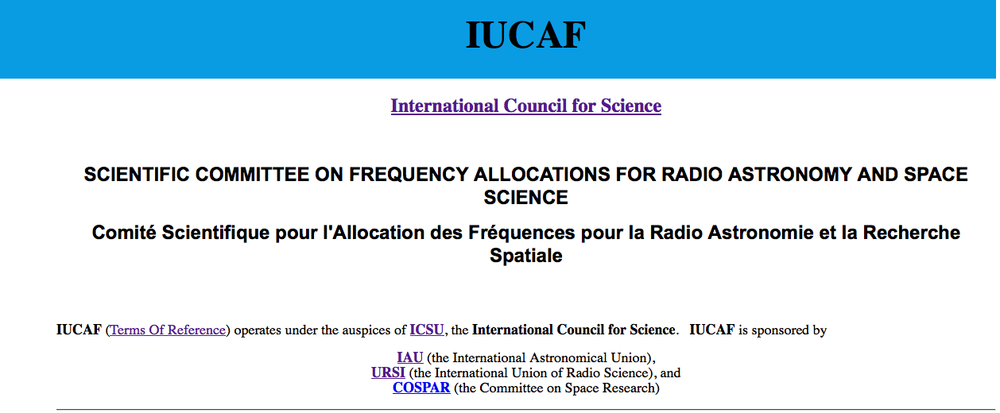 IUCAF
International Council for Science
SCIENTIFIC COMMITTEE ON FREQUENCY ALLOCATIONS FOR RADIO ASTRONOMY AND SPACE
SCIENCE
Comité Scientifique pour l'Allocation des Fréquences pour la Radio Astronomie et la Recherche
Spatiale
IUCAF (Terms Of Reference) operates under the auspices of ICSU, the International Council for Science. IUCAF is sponsored by
IAU (the International Astronomical Union),
URSI (the International Union of Radio Science), and
COSPAR (the Committee on Space Research)